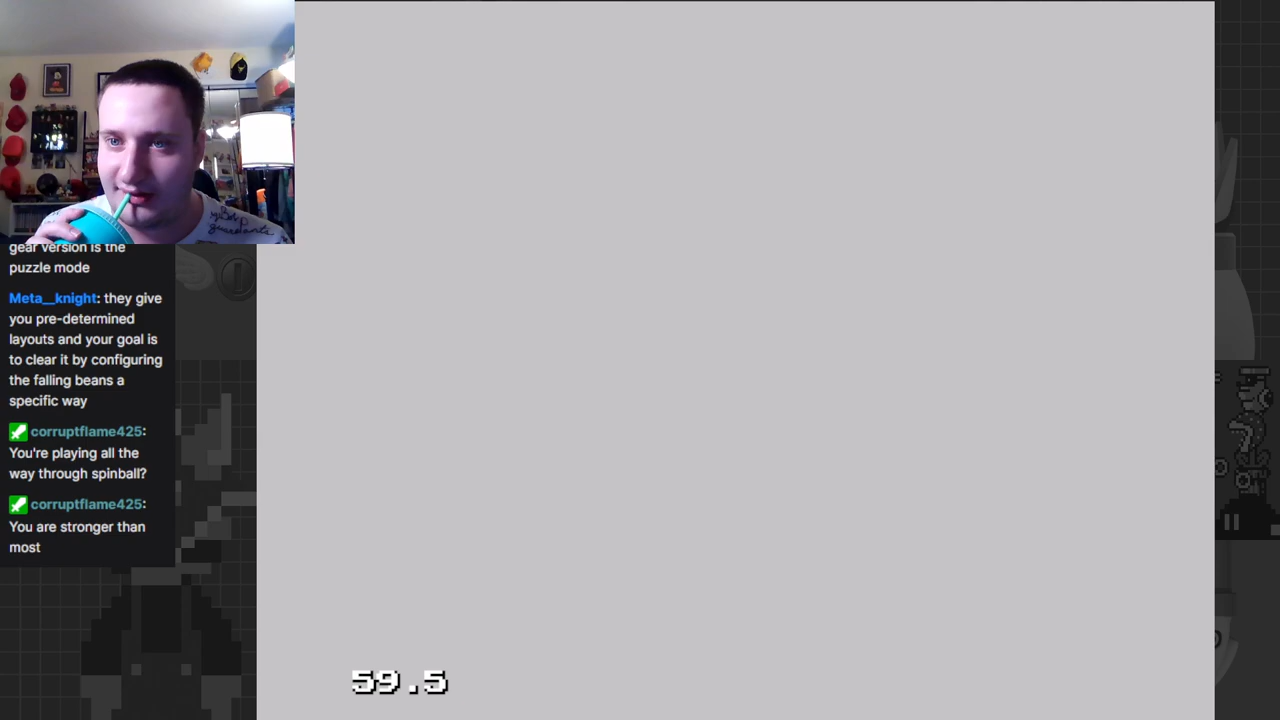 gear version is the
puzzle mode
Meta__knight: they give
you pre-determined
layouts and your goal is
to clear it by configuring
the falling beans a
specific way
corruptflame425:
You're playing all the
way through spinball?
corruptflame425:
You are stronger than
most
59.5